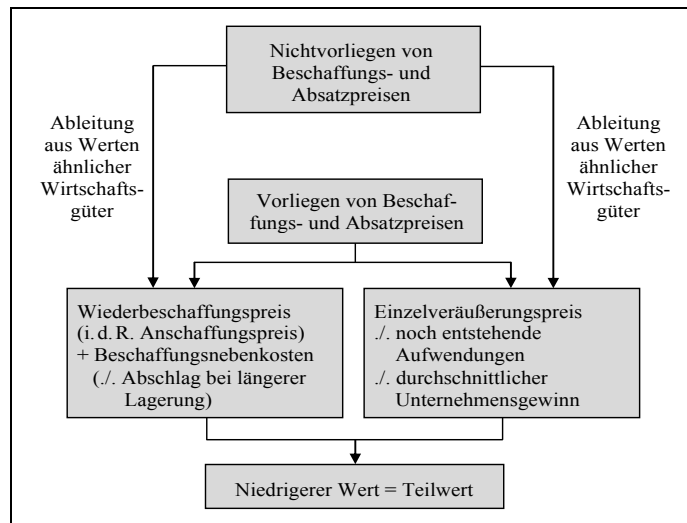 Nichtvorliegen von
Beschaffungs- und
Absatzpreisen
Ableitung
aus Werten
ähnlicher
Wirtschafts-
güter
Ableitung
aus Werten
ähnlicher
Wirtschafts-
güter
Vorliegen von Beschaf-
fungs- und Absatzpreisen
Wiederbeschaffungspreis
(i. d. R. Anschaffungspreis)
+ Beschaffungsnebenkosten
(./. Abschlag bei längerer
Lagerung)
Einzelveräußerungspreis
./. noch entstehende
Aufwendungen
./. durchschnittlicher
Unternehmensgewinn
Niedrigerer Wert = Teilwert